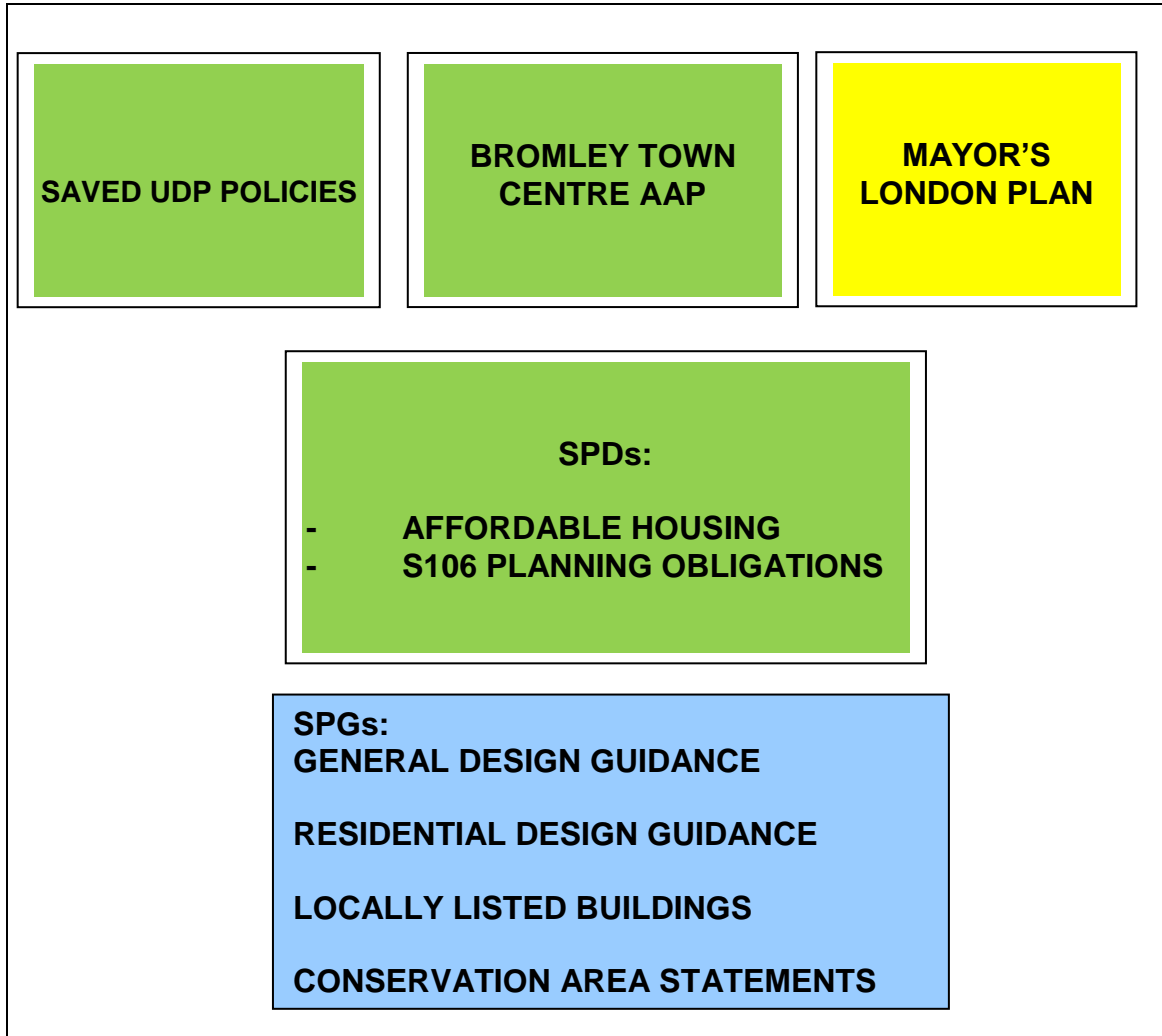 SAVED UDP POLICIES
BROMLEY TOWN
CENTRE AAP
MAYOR’S
LONDON PLAN
SPDs:
- AFFORDABLE HOUSING
- S106 PLANNING OBLIGATIONS
SPGs:
GENERAL DESIGN GUIDANCE
RESIDENTIAL DESIGN GUIDANCE
LOCALLY LISTED BUILDINGS
CONSERVATION AREA STATEMENTS